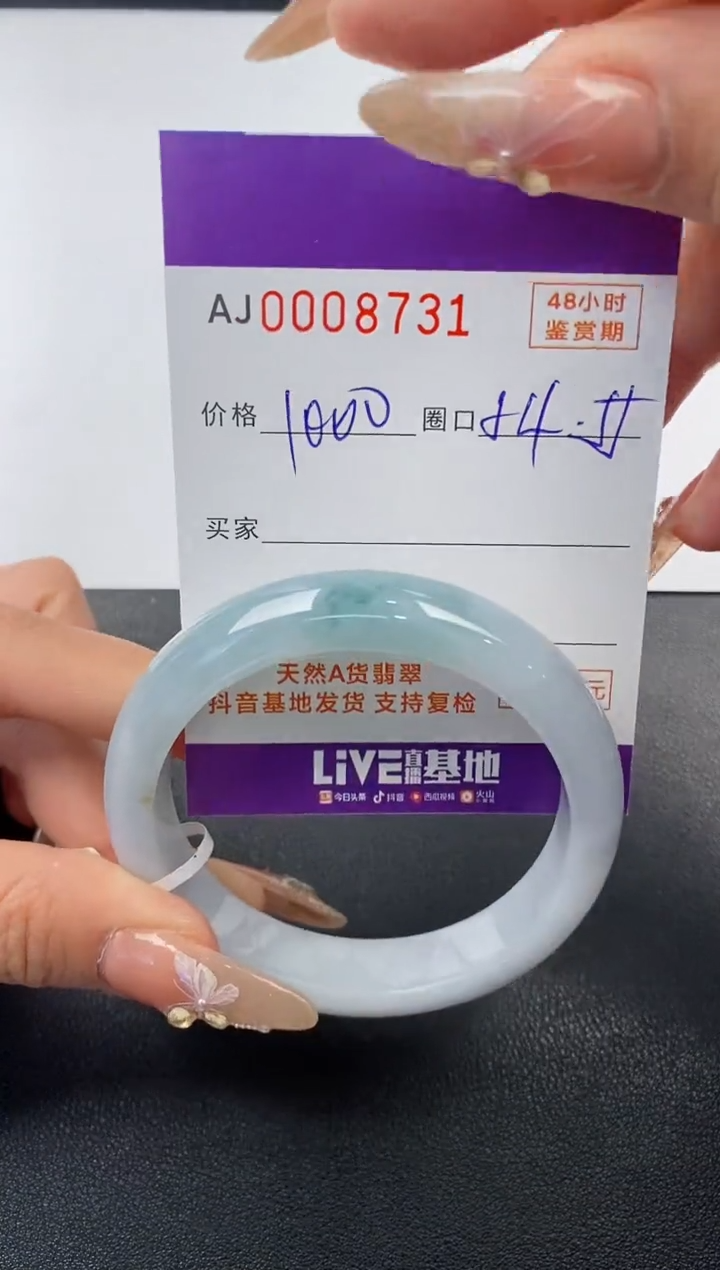 AJ0008731
48小时
鉴赏期
价格 1000 圈口 54.5
买家
天然A货翡翠
抖音基地发货 支持复检
元
LIVE直播基地
今日头条 抖音 西瓜视频 火山